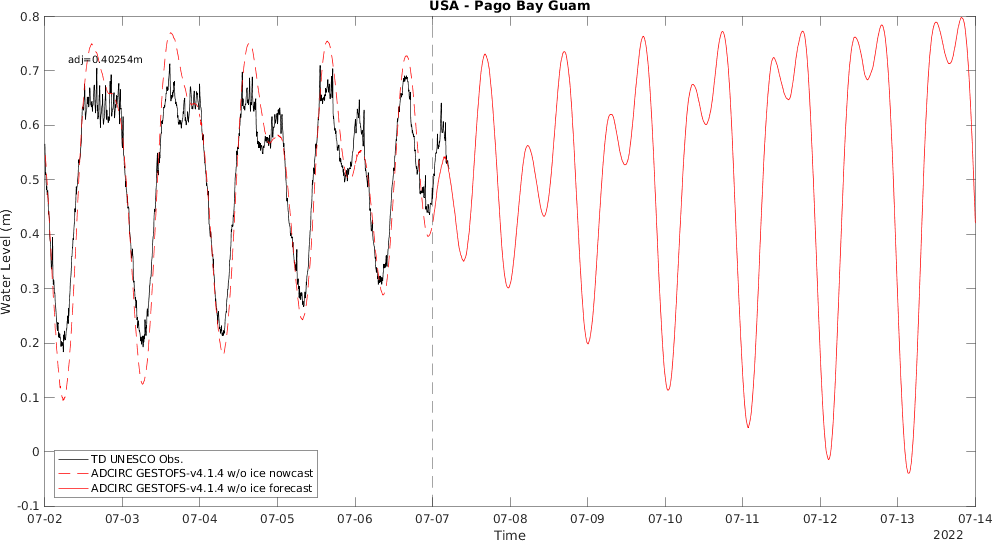 USA - Pago Bay Guam
adj=0.40254m
Water Level (m)
0.8
0.7
0.6
0.5
0.4
0.3
0.2
0.1
0
-0.1
TD UNESCO Obs.
ADCIRC GESTOFS-v4.1.4 w/o ice nowcast
ADCIRC GESTOFS-v4.1.4 w/o ice forecast
07-02 07-03 07-04 07-05 07-06 07-07 07-08 07-09 07-10 07-11 07-12 07-13 07-14
Time
2022